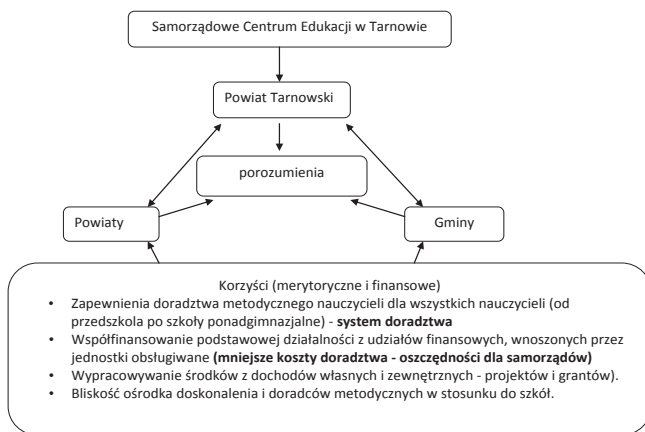 Samorządowe Centrum Edukacji w Tarnowie
Powiat Tarnowski
porozumienia
Powiaty
Gminy
Korzyści (merytoryczne i finansowe)
• Zapewnienia doradztwa metodycznego nauczycieli dla wszystkich nauczycieli (od
przedszkola po szkoły ponadgimnazjalne) - system doradztwa
• Współfinansowanie podstawowej działalności z udziałów finansowych, wnoszonych przez
jednostki obsługiwane (mniejsze koszty doradztwa - oszczędności dla samorządów)
• Wypracowywanie środków z dochodów własnych i zewnętrznych - projektów i grantów).
• Bliskość ośrodka doskonalenia i doradców metodycznych w stosunku do szkół.